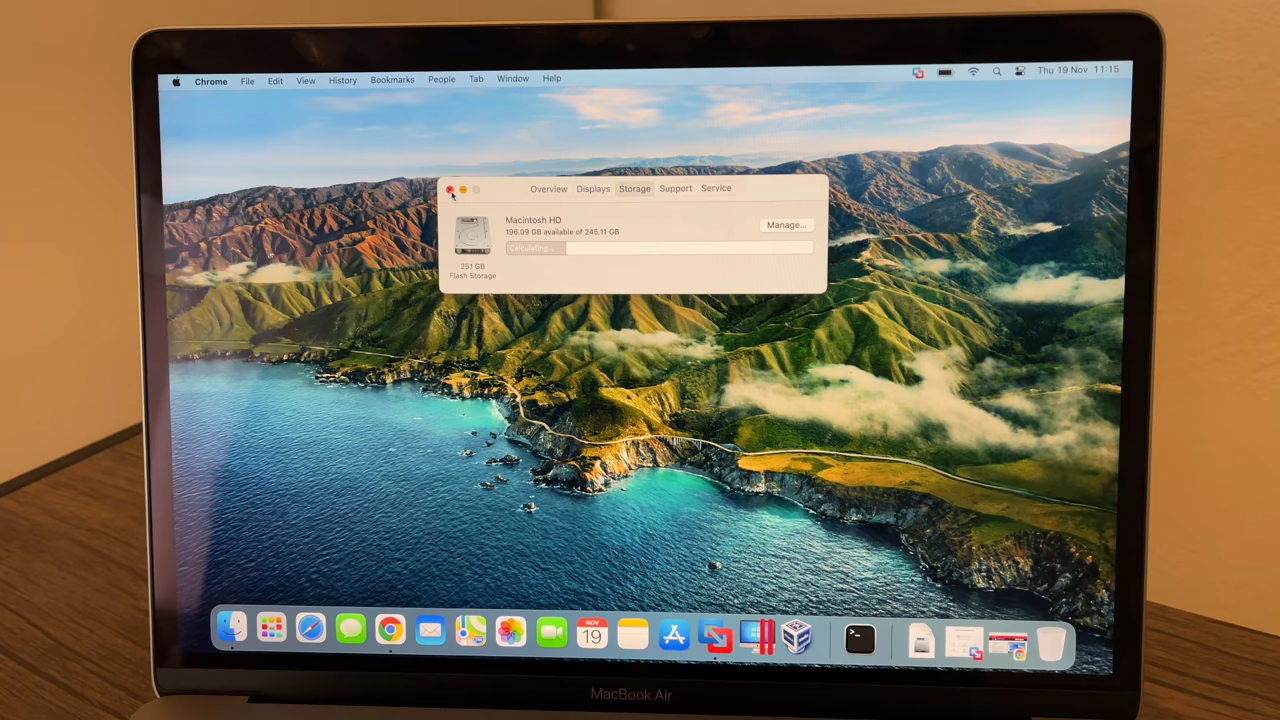 Chrome File Edit View History Bookmarks People Tab Window Help Thu 19 Nov 11:15
Overview Displays Storage Support Service
Macintosh HD
196.09 GB available of 245.11 GB
Manage...
Calculating...
251 GB
Flash Storage
NOV
19
>_
MacBook Air